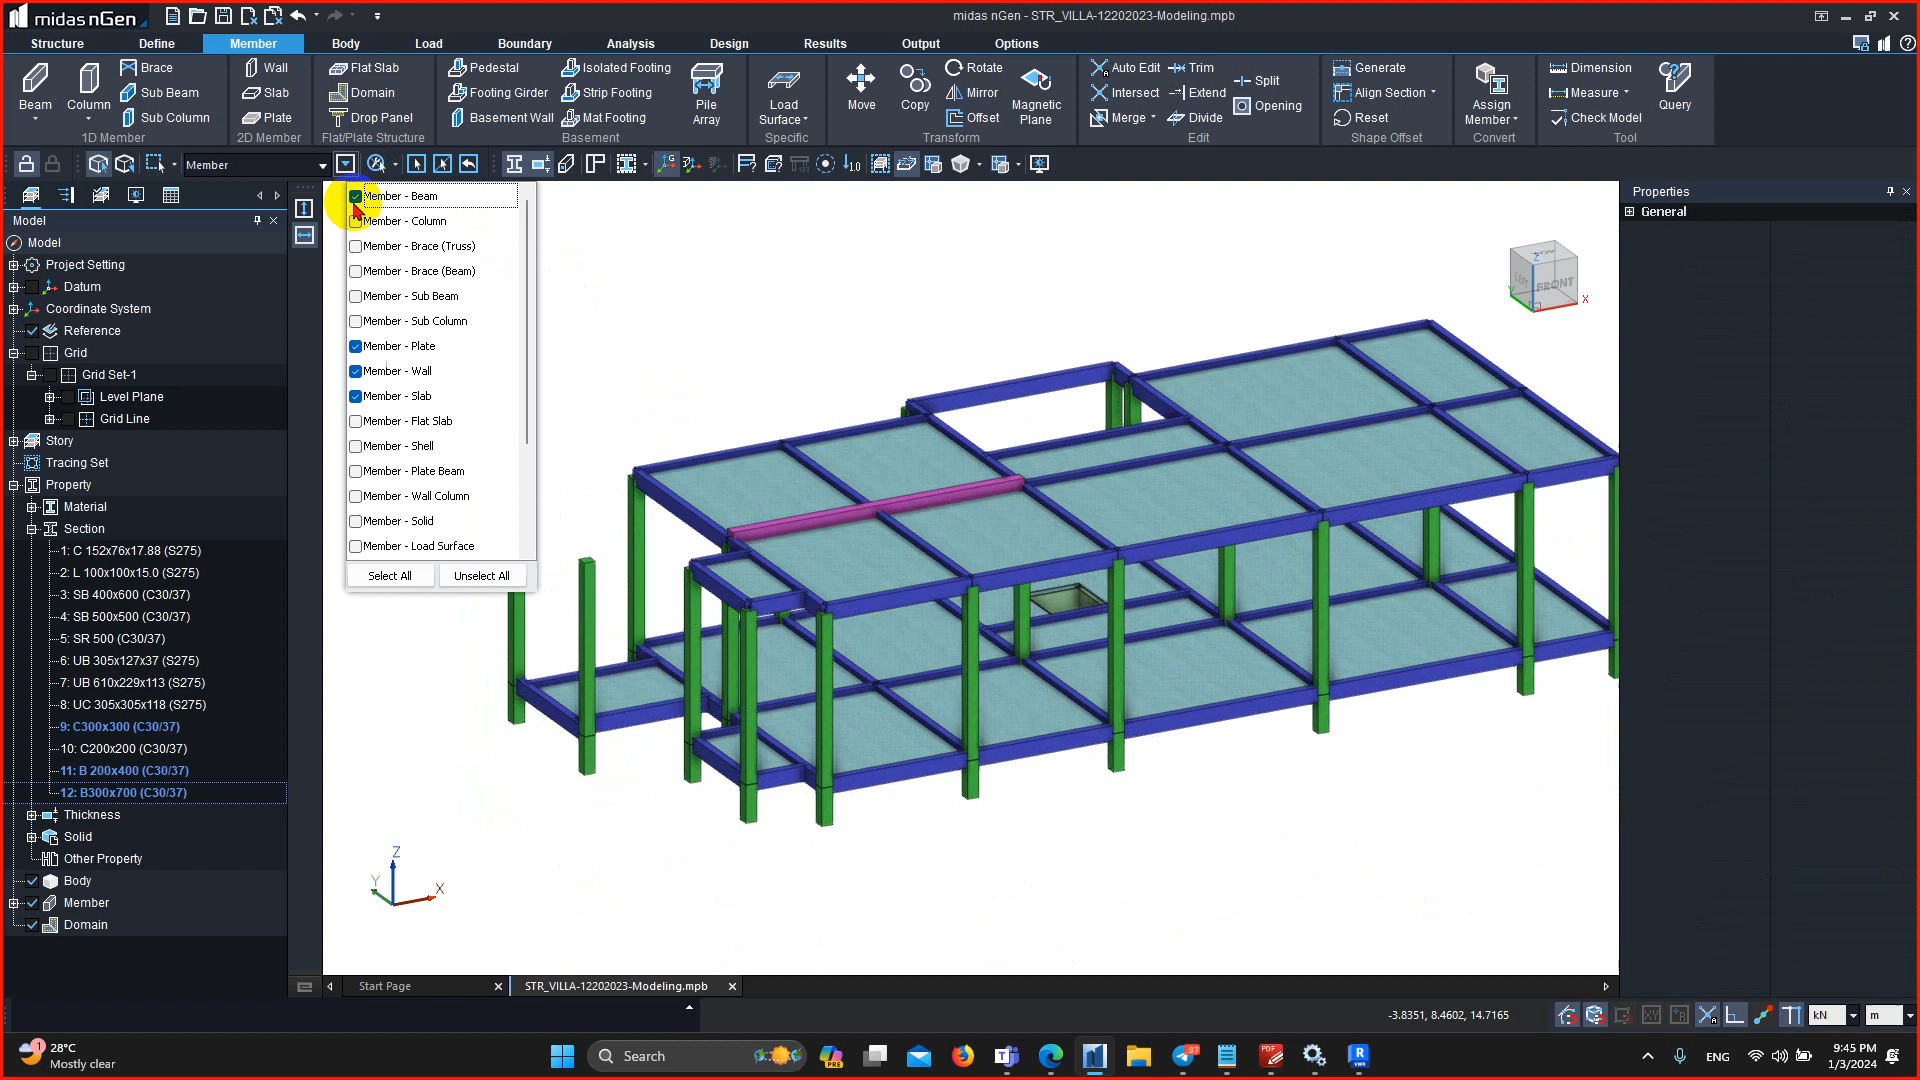 midas nGen
midas nGen - STR_VILLA-12202023-Modeling.mpb
Structure Define Member Body Load Boundary Analysis Design Results Output Options
Beam
Column
Brace
Sub Beam
Sub Column
1D Member
Wall
Slab
Plate
2D Member
Flat Slab
Domain
Drop Panel
Flat/Plate Structure
Pedestal
Footing Girder
Basement Wall
Isolated Footing
Strip Footing
Mat Footing
Pile
Array
Basement
Load
Surface
Specific
Move
Copy
Rotate
Mirror
Offset
Magnetic
Plane
Transform
Auto Edit
Intersect
Merge
Trim
Extend
Divide
Split
Opening
Edit
Generate
Align Section
Reset
Shape Offset
Assign
Member
Convert
Dimension
Measure
Check Model
Query
Tool
Member
1.0
Model
Model
Project Setting
Datum
Coordinate System
Reference
Grid
Grid Set-1
Level Plane
Grid Line
Story
Tracing Set
Property
Material
Section
1: C 152x76x17.88 (S275)
2: L 100x100x15.0 (S275)
3: SB 400x600 (C30/37)
4: SB 500x500 (C30/37)
5: SR 500 (C30/37)
6: UB 305x127x37 (S275)
7: UB 610x229x113 (S275)
8: UC 305x305x118 (S275)
9: C300x300 (C30/37)
10: C200x200 (C30/37)
11: B 200x400 (C30/37)
12: B300x700 (C30/37)
Thickness
Solid
Other Property
Body
Member
Domain
Member - Beam
Member - Column
Member - Brace (Truss)
Member - Brace (Beam)
Member - Sub Beam
Member - Sub Column
Member - Plate
Member - Wall
Member - Slab
Member - Flat Slab
Member - Shell
Member - Plate Beam
Member - Wall Column
Member - Solid
Member - Load Surface
Select All
Unselect All
TOP
LEFT
FRONT
Z
Y
X
Z
Y
X
Properties
General
Start Page
STR_VILLA-12202023-Modeling.mpb
-3.8351, 8.4602, 14.7165
kN
m
1
28°C
Mostly clear
Search
PRE
97
PDF
R
RVR
ENG
9:45 PM
1/3/2024